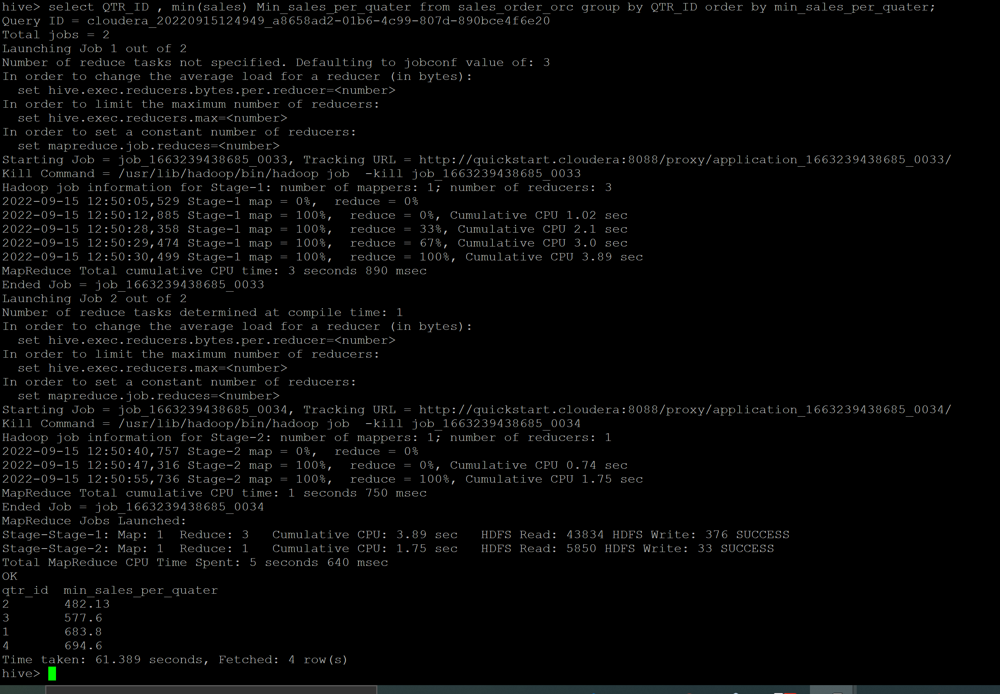 hive> select QTR_ID , min(sales) Min_sales_per_quater from sales_order_orc group by QTR_ID order by min_sales_per_quater;
Query ID = cloudera_20220915124949_a8658ad2-01b6-4c99-807d-890bce4f6e20
Total jobs = 2
Launching Job 1 out of 2
Number of reduce tasks not specified. Defaulting to jobconf value of: 3
In order to change the average load for a reducer (in bytes):
  set hive.exec.reducers.bytes.per.reducer=<number>
In order to limit the maximum number of reducers:
  set hive.exec.reducers.max=<number>
In order to set a constant number of reducers:
  set mapreduce.job.reduces=<number>
Starting Job = job_1663239438685_0033, Tracking URL = http://quickstart.cloudera:8088/proxy/application_1663239438685_0033/
Kill Command = /usr/lib/hadoop/bin/hadoop job  -kill job_1663239438685_0033
Hadoop job information for Stage-1: number of mappers: 1; number of reducers: 3
2022-09-15 12:50:05,529 Stage-1 map = 0%,  reduce = 0%
2022-09-15 12:50:12,885 Stage-1 map = 100%,  reduce = 0%, Cumulative CPU 1.02 sec
2022-09-15 12:50:28,358 Stage-1 map = 100%,  reduce = 33%, Cumulative CPU 2.1 sec
2022-09-15 12:50:29,474 Stage-1 map = 100%,  reduce = 67%, Cumulative CPU 3.0 sec
2022-09-15 12:50:30,499 Stage-1 map = 100%,  reduce = 100%, Cumulative CPU 3.89 sec
MapReduce Total cumulative CPU time: 3 seconds 890 msec
Ended Job = job_1663239438685_0033
Launching Job 2 out of 2
Number of reduce tasks determined at compile time: 1
In order to change the average load for a reducer (in bytes):
  set hive.exec.reducers.bytes.per.reducer=<number>
In order to limit the maximum number of reducers:
  set hive.exec.reducers.max=<number>
In order to set a constant number of reducers:
  set mapreduce.job.reduces=<number>
Starting Job = job_1663239438685_0034, Tracking URL = http://quickstart.cloudera:8088/proxy/application_1663239438685_0034/
Kill Command = /usr/lib/hadoop/bin/hadoop job  -kill job_1663239438685_0034
Hadoop job information for Stage-2: number of mappers: 1; number of reducers: 1
2022-09-15 12:50:40,757 Stage-2 map = 0%,  reduce = 0%
2022-09-15 12:50:47,316 Stage-2 map = 100%,  reduce = 0%, Cumulative CPU 0.74 sec
2022-09-15 12:50:55,736 Stage-2 map = 100%,  reduce = 100%, Cumulative CPU 1.75 sec
MapReduce Total cumulative CPU time: 1 seconds 750 msec
Ended Job = job_1663239438685_0034
MapReduce Jobs Launched:
Stage-Stage-1: Map: 1  Reduce: 3   Cumulative CPU: 3.89 sec   HDFS Read: 43834 HDFS Write: 376 SUCCESS
Stage-Stage-2: Map: 1  Reduce: 1   Cumulative CPU: 1.75 sec   HDFS Read: 5850 HDFS Write: 33 SUCCESS
Total MapReduce CPU Time Spent: 5 seconds 640 msec
OK
qtr_id  min_sales_per_quater
2       482.13
3       577.6
1       683.8
4       694.6
Time taken: 61.389 seconds, Fetched: 4 row(s)
hive>